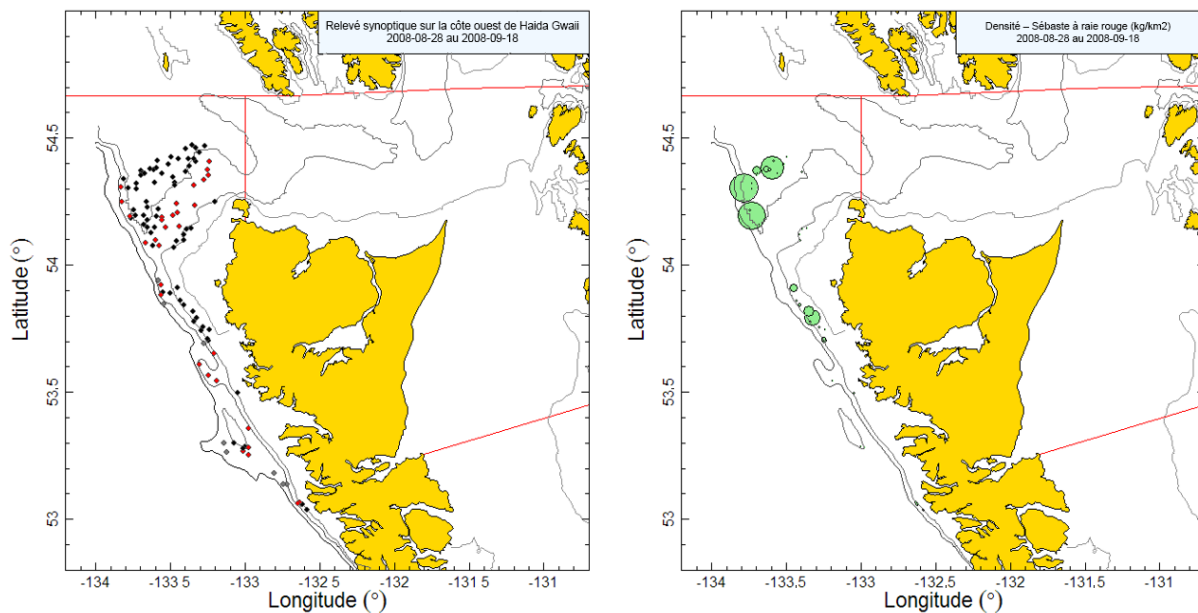 Relevé synoptique sur la côte ouest de Haida Gwaii
2008-08-28 au 2008-09-18
54.5
54
53.5
53
Latitude (°)
-134
-133.5
-133
-132.5
-132
-131.5
-131
Longitude (°)
Densité – Sébaste à raie rouge (kg/km2)
2008-08-28 au 2008-09-18
54.5
54
53.5
53
Latitude (°)
-134
-133.5
-133
-132.5
-132
-131.5
-131
Longitude (°)